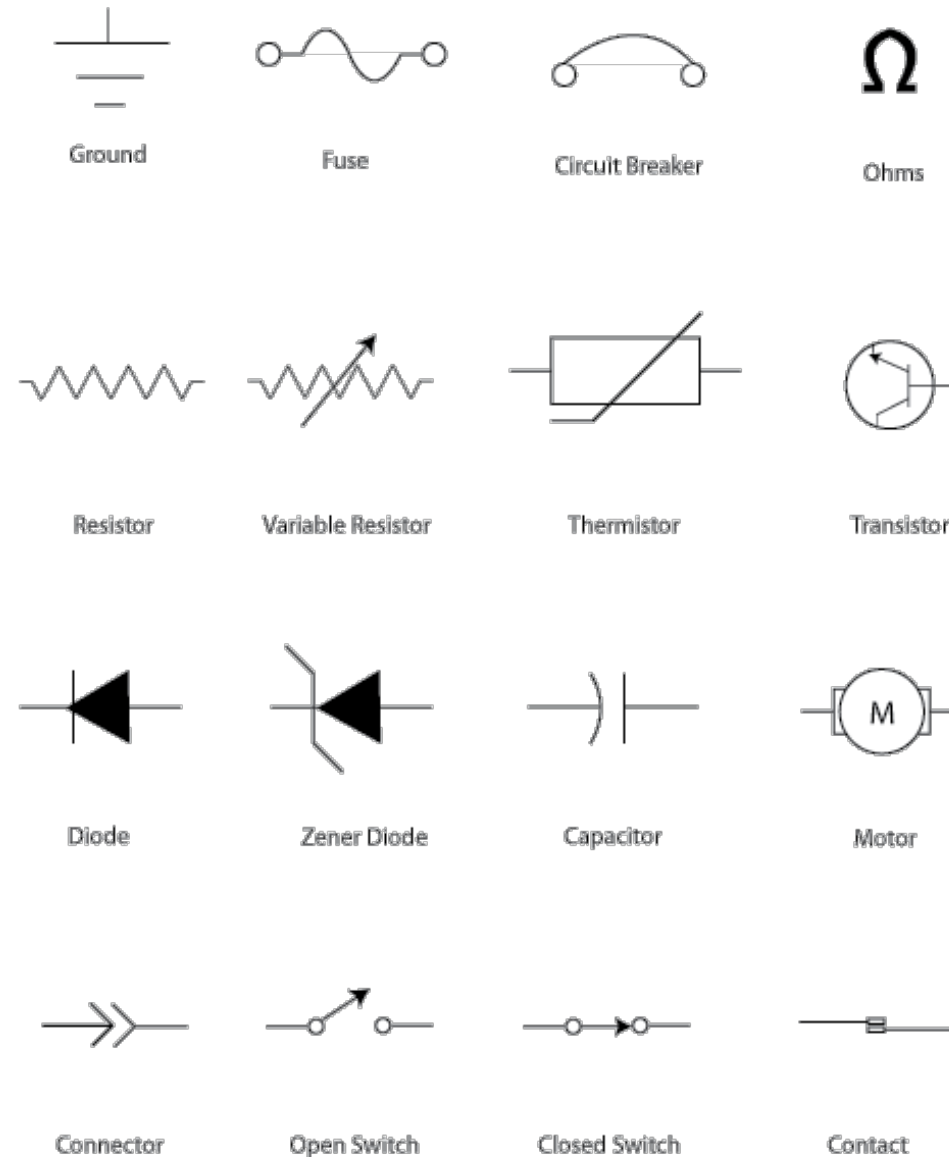 Ω
Ground
Fuse
Circuit Breaker
Ohms
Resistor
Variable Resistor
Thermistor
Transistor
M
Diode
Zener Diode
Capacitor
Motor
Connector
Open Switch
Closed Switch
Contact